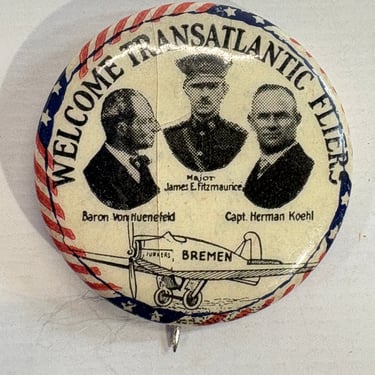 WELCOME TRANSATLANTIC FLIERS
MAJOR
James E. Fitzmaurice
Baron Von Huenefeld
Capt. Herman Koehl
JUNKERS
BREMEN